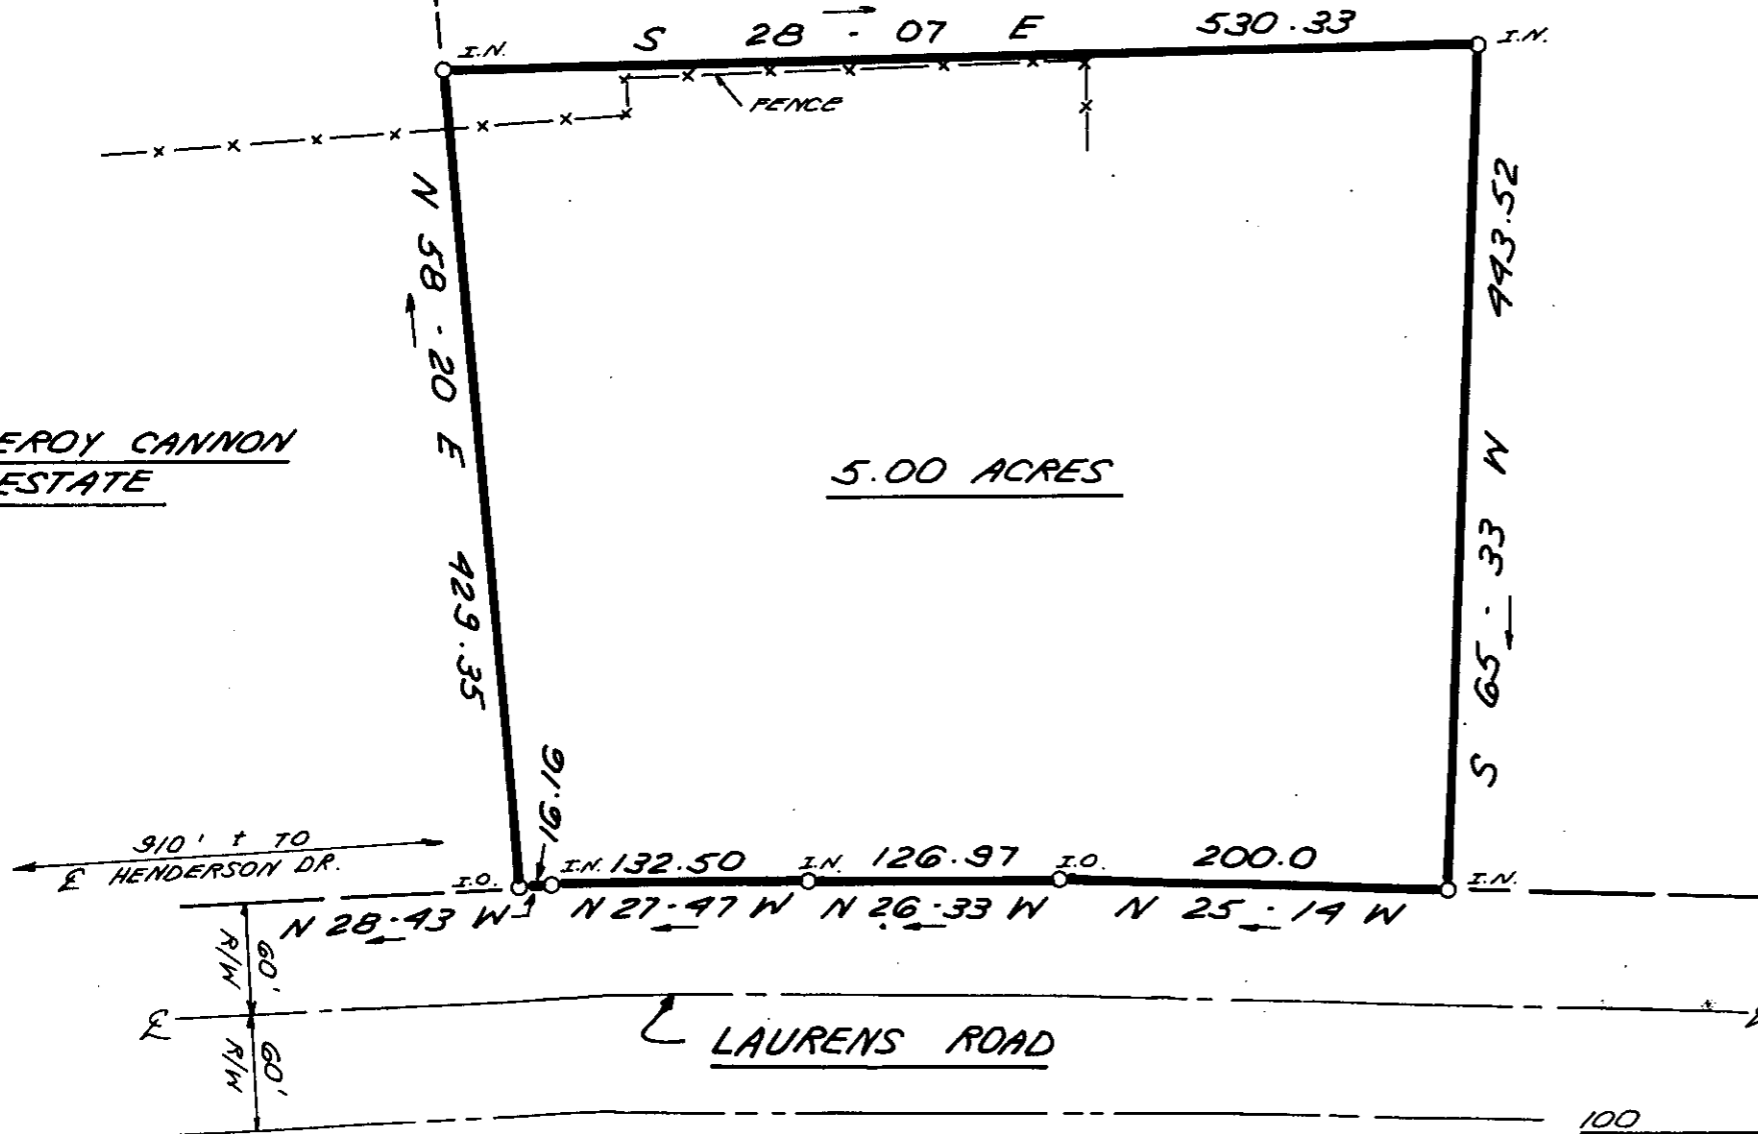 S 28-07 E 530.33
I.N.
I.N.
FENCE
N 58-20 E 429.35
443.52
S 65-33 W
EROY CANNON
ESTATE
5.00 ACRES
16.16
910' ± TO
℄ HENDERSON DR.
I.O.
I.N. 132.50 I.N. 126.97 I.O. 200.0 I.N.
N 28-43 W N 27-47 W N 26-33 W N 25-14 W
60'
R/W
℄
60'
R/W
LAURENS ROAD
100